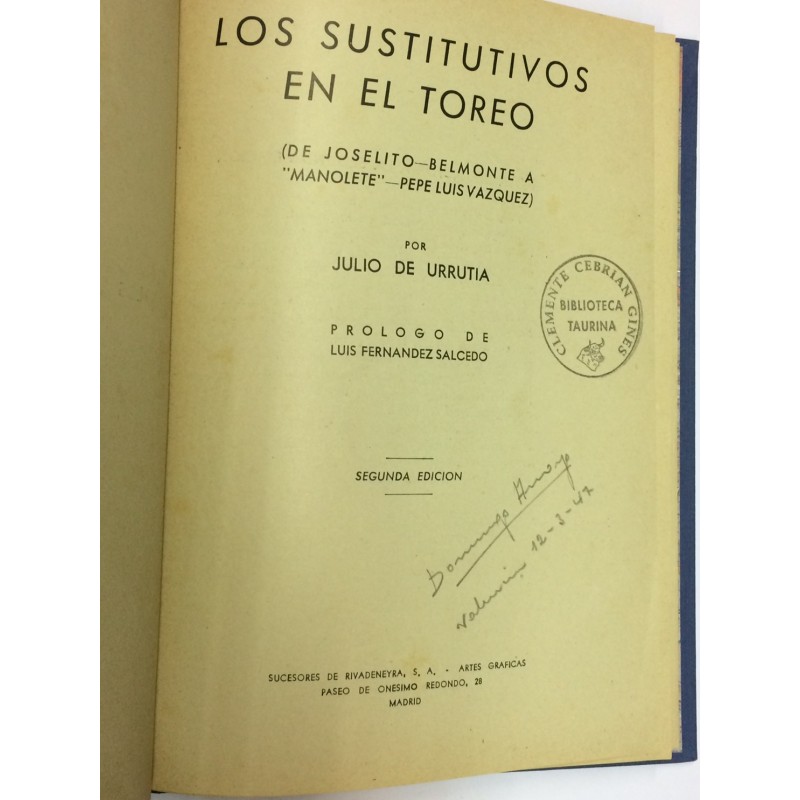 LOS SUSTITUTIVOS
EN EL TOREO
(DE JOSELITO—BELMONTE A
"MANOLETE"—PEPE LUIS VAZQUEZ)
POR
JULIO DE URRUTIA
PROLOGO DE
LUIS FERNANDEZ SALCEDO
CLEMENTE CEBRIAN GINES
BIBLIOTECA
TAURINA
SEGUNDA EDICION
Domingo Arroyo
Valencia 12-3-47
SUCESORES DE RIVADENEYRA, S. A. - ARTES GRAFICAS
PASEO DE ONESIMO REDONDO, 28
MADRID